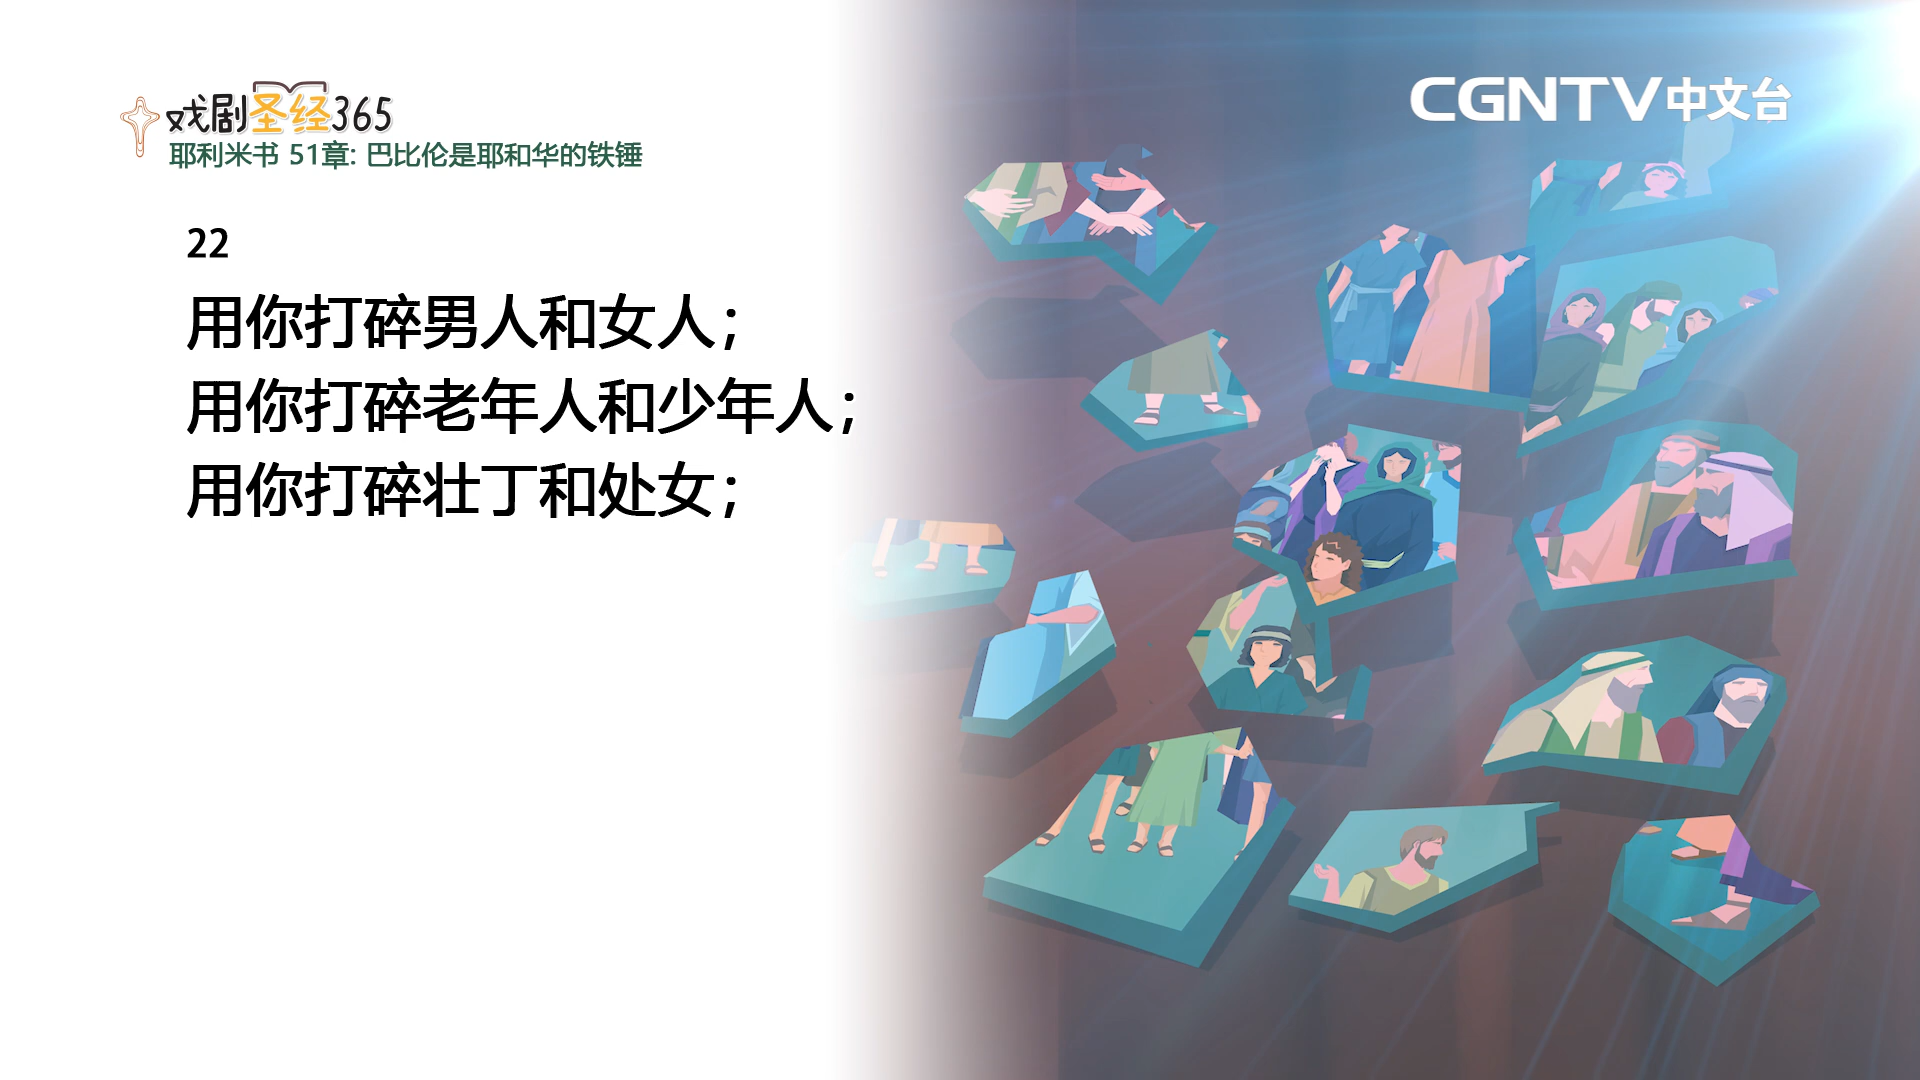 戏剧圣经365
CGNTV中文台
耶利米书 51章: 巴比伦是耶和华的铁锤
22
用你打碎男人和女人；
用你打碎老年人和少年人；
用你打碎壮丁和处女；